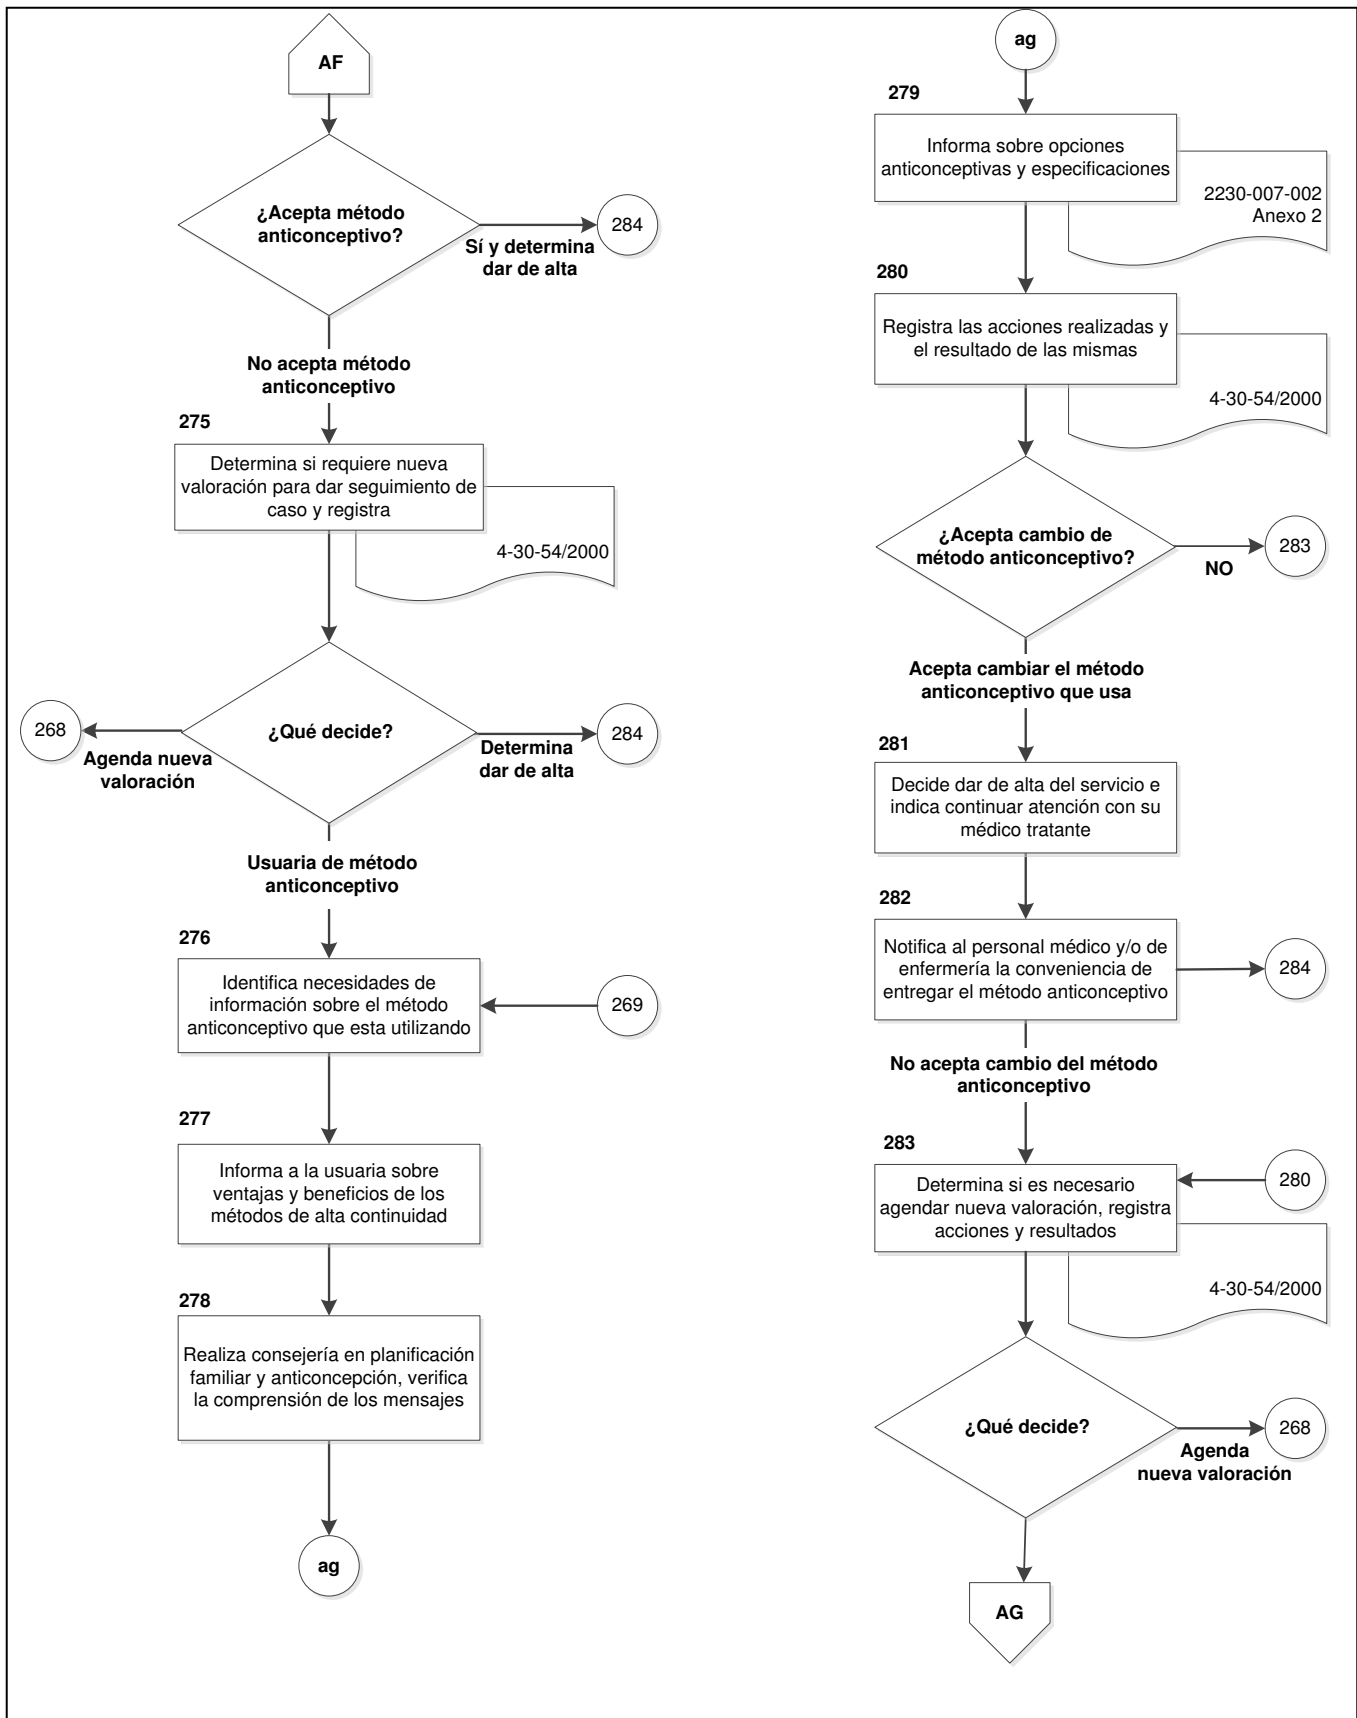 AF
¿Acepta método
anticonceptivo?
284
Sí y determina
dar de alta
No acepta método
anticonceptivo
275
Determina si requiere nueva
valoración para dar seguimiento de
caso y registra
4-30-54/2000
¿Qué decide?
268
Agenda nueva
valoración
284
Determina
dar de alta
Usuaria de método
anticonceptivo
276
Identifica necesidades de
información sobre el método
anticonceptivo que esta utilizando
269
277
Informa a la usuaria sobre
ventajas y beneficios de los
métodos de alta continuidad
278
Realiza consejería en planificación
familiar y anticoncepción, verifica
la comprensión de los mensajes
ag
ag
279
Informa sobre opciones
anticonceptivas y especificaciones
2230-007-002
Anexo 2
280
Registra las acciones realizadas y
el resultado de las mismas
4-30-54/2000
¿Acepta cambio de
método anticonceptivo?
283
NO
Acepta cambiar el método
anticonceptivo que usa
281
Decide dar de alta del servicio e
indica continuar atención con su
médico tratante
282
Notifica al personal médico y/o de
enfermería la conveniencia de
entregar el método anticonceptivo
284
No acepta cambio del método
anticonceptivo
283
Determina si es necesario
agendar nueva valoración, registra
acciones y resultados
280
4-30-54/2000
¿Qué decide?
268
Agenda
nueva valoración
AG